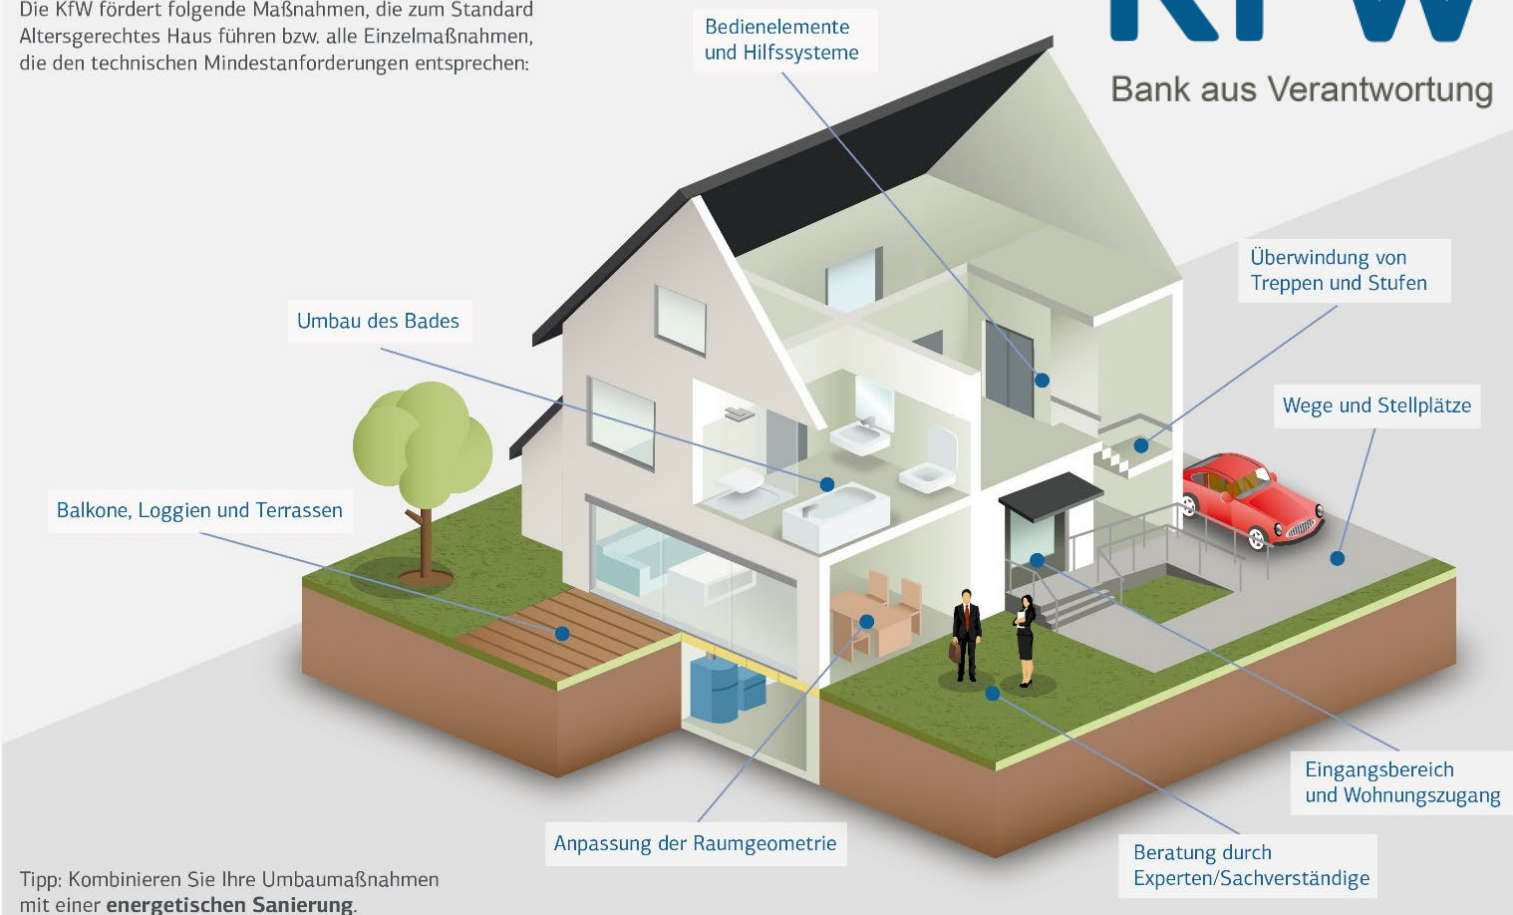 Die KfW fördert folgende Maßnahmen, die zum Standard
Altersgerechtes Haus führen bzw. alle Einzelmaßnahmen,
die den technischen Mindestanforderungen entsprechen:
KfW
Bank aus Verantwortung
Bedienelemente
und Hilfssysteme
Überwindung von
Treppen und Stufen
Umbau des Bades
Wege und Stellplätze
Balkone, Loggien und Terrassen
Eingangsbereich
und Wohnungszugang
Anpassung der Raumgeometrie
Beratung durch
Experten/Sachverständige
Tipp: Kombinieren Sie Ihre Umbaumaßnahmen
mit einer energetischen Sanierung.